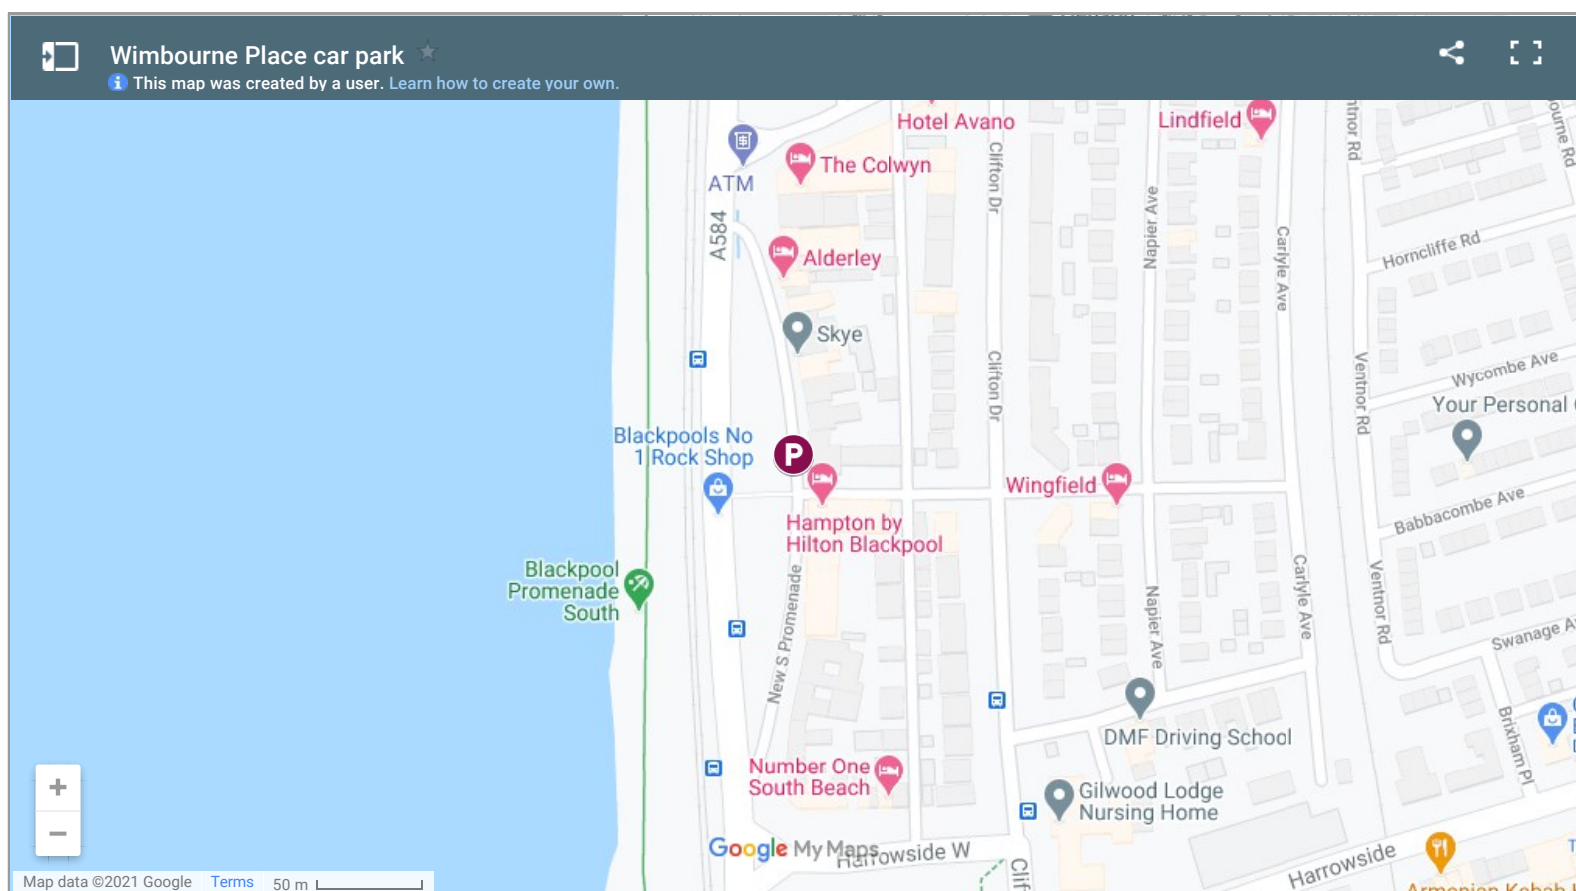 Wimbourne Place car park
This map was created by a user. Learn how to create your own.
Hotel Avano
Lindfield
ATM
The Colwyn
Clifton Dr
Napier Ave
A584
Alderley
Carlyle Ave
Horncliffe Rd
Skye
Clifton Dr
Ventnor Rd
Wycombe Ave
Your Personal
Blackpools No
1 Rock Shop
P
Wingfield
Babbacombe Ave
Hampton by
Hilton Blackpool
Blackpool
Promenade
South
New S Promenade
Napier Ave
Carlyle Ave
Ventnor Rd
Swanage A
DMF Driving School
Brixham Pl
Number One
South Beach
Gilwood Lodge
Nursing Home
Google My Maps
Harrowside W
Harrowside
Map data ©2021 Google Terms 50 m